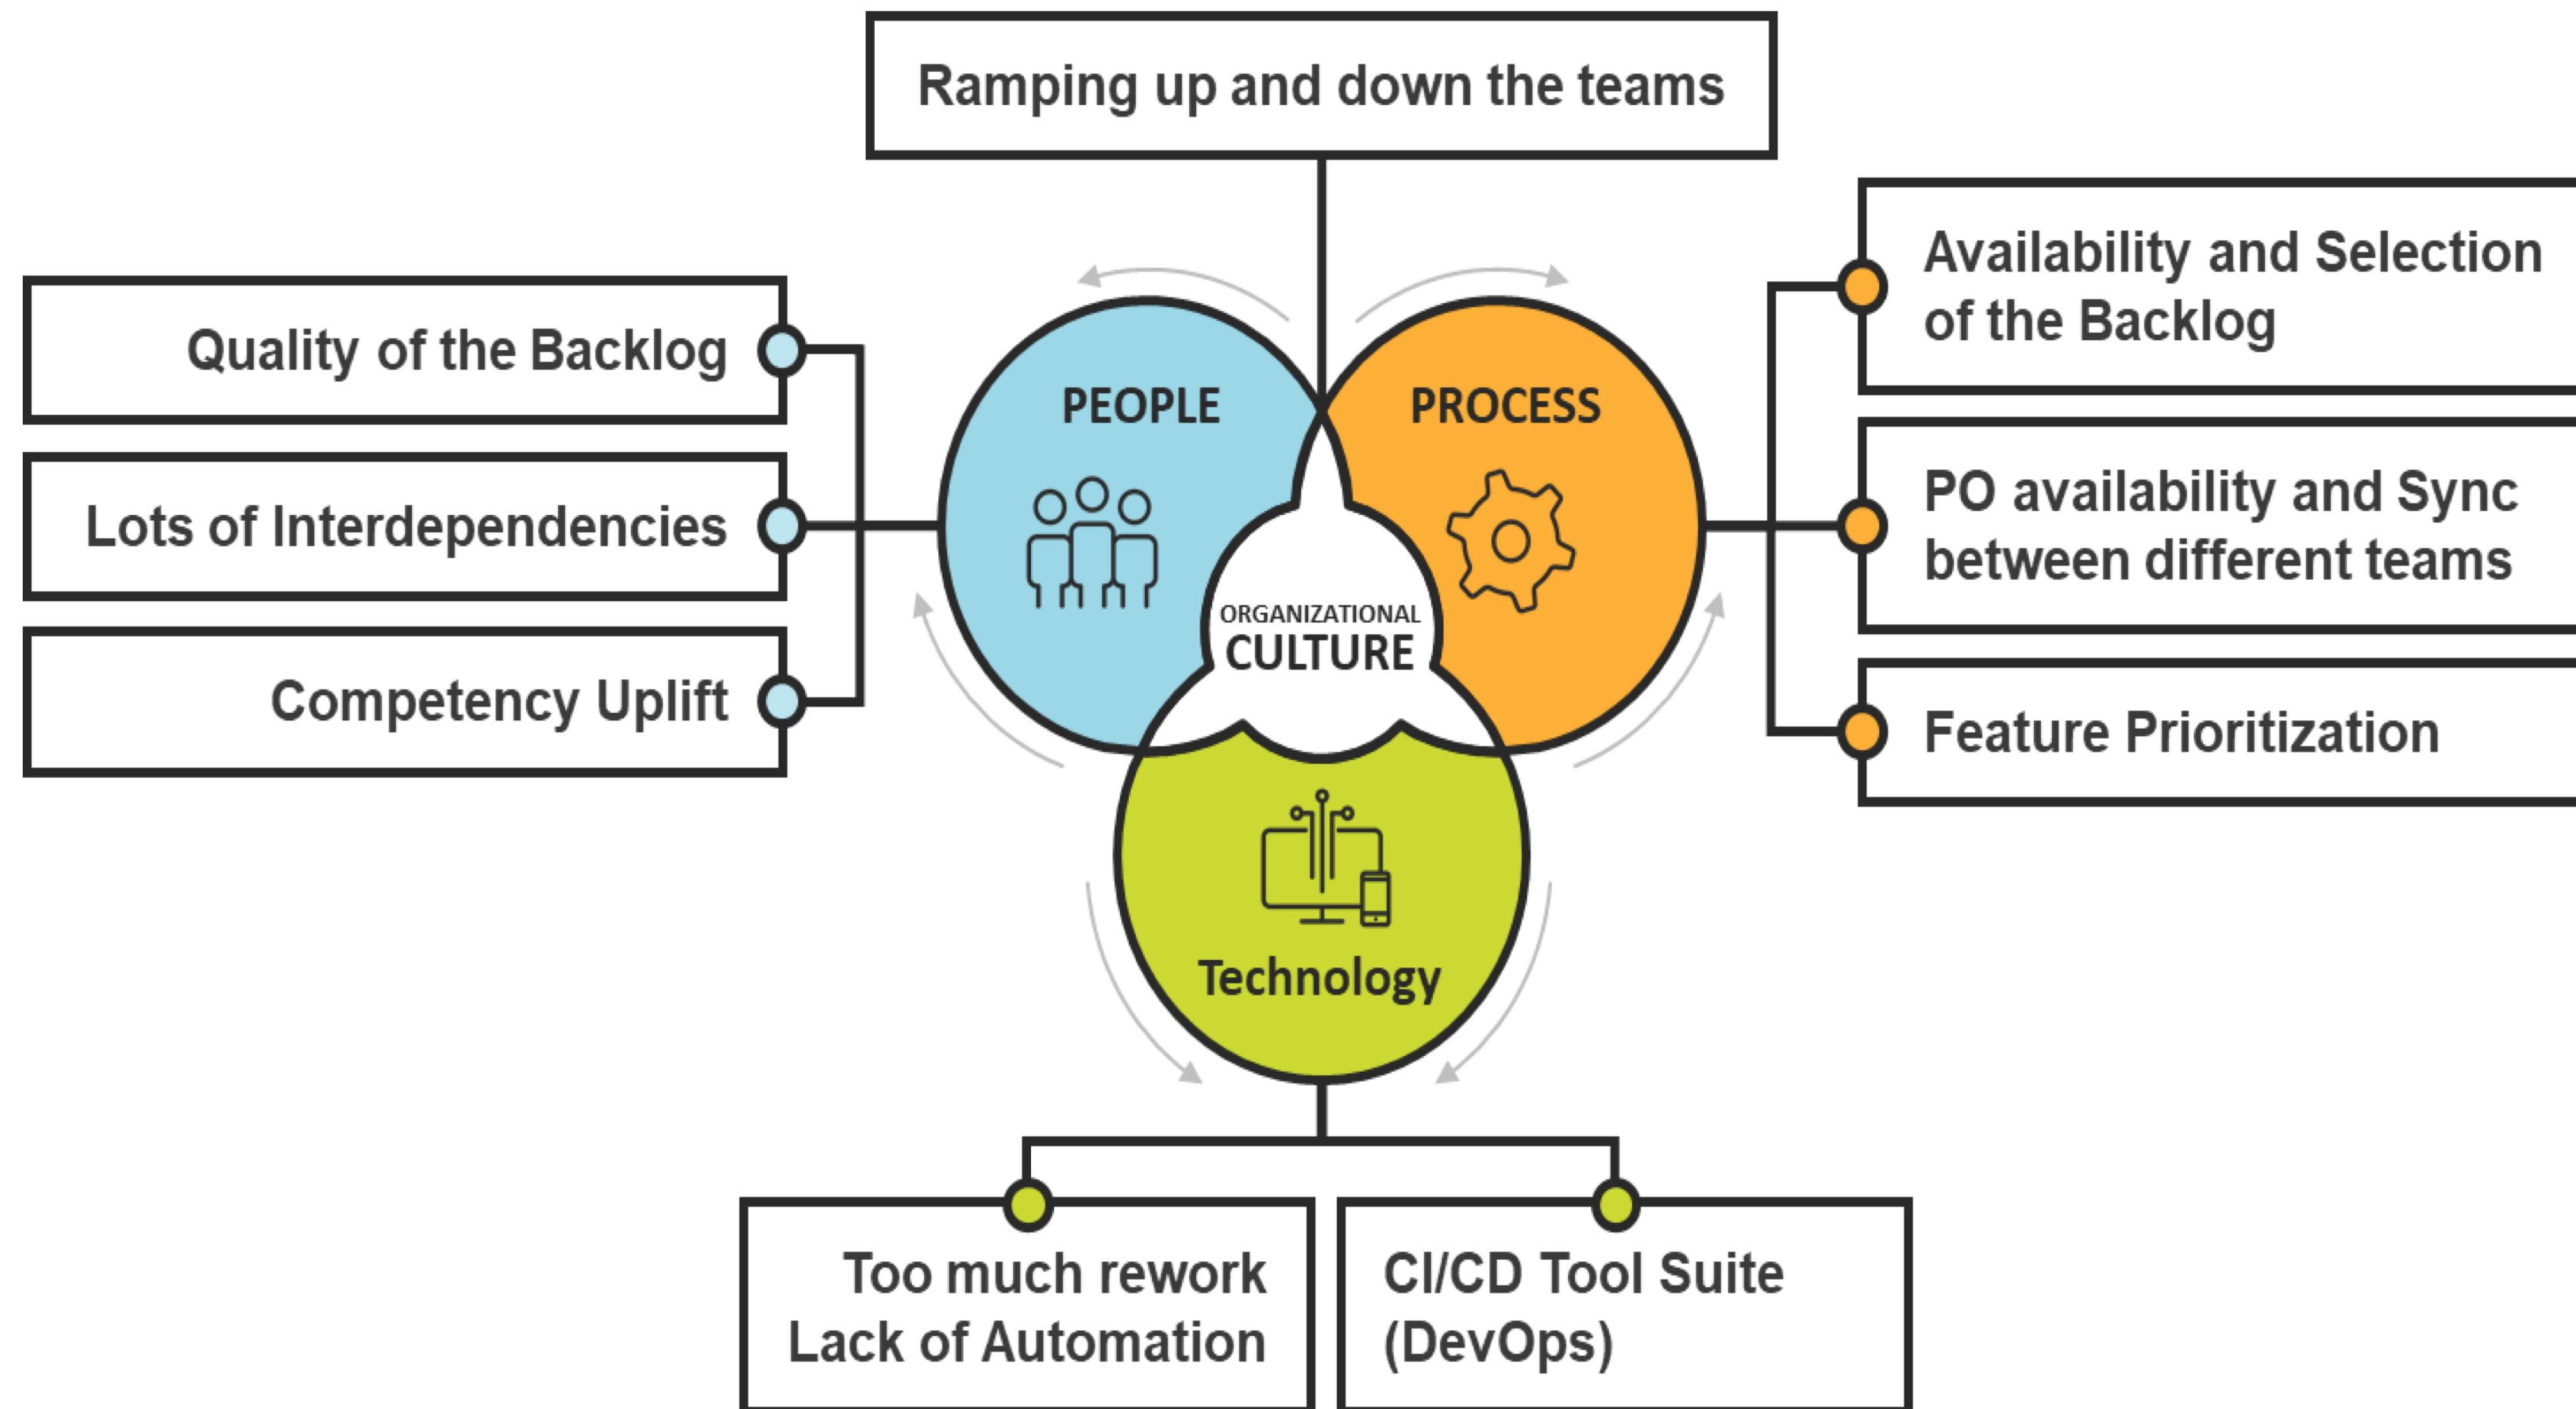 Ramping up and down the teams
Quality of the Backlog
Lots of Interdependencies
Competency Uplift
PEOPLE
PROCESS
ORGANIZATIONAL
CULTURE
Technology
Availability and Selection
of the Backlog
PO availability and Sync
between different teams
Feature Prioritization
Too much rework
Lack of Automation
CI/CD Tool Suite
(DevOps)